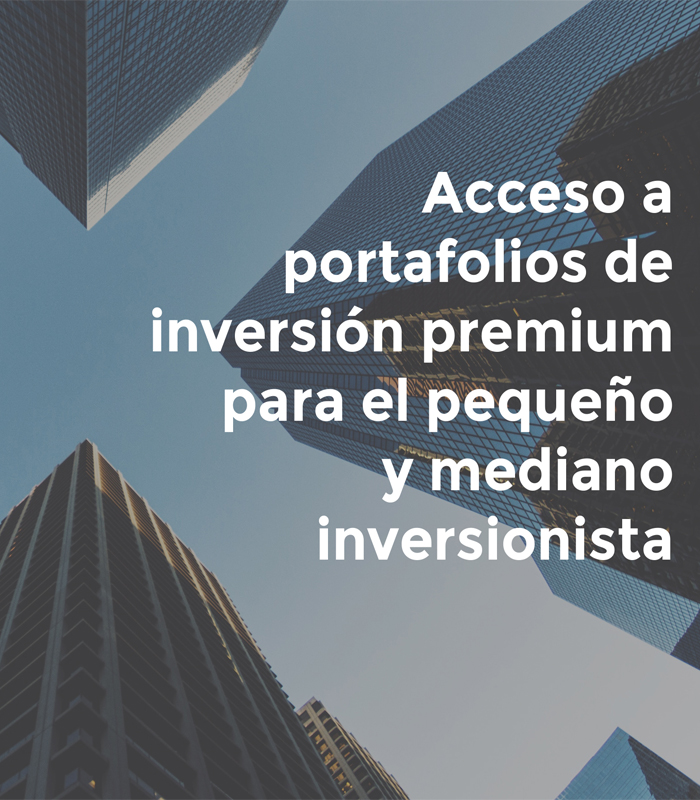 Acceso a
portafolios de
inversión premium
para el pequeño
y mediano
inversionista